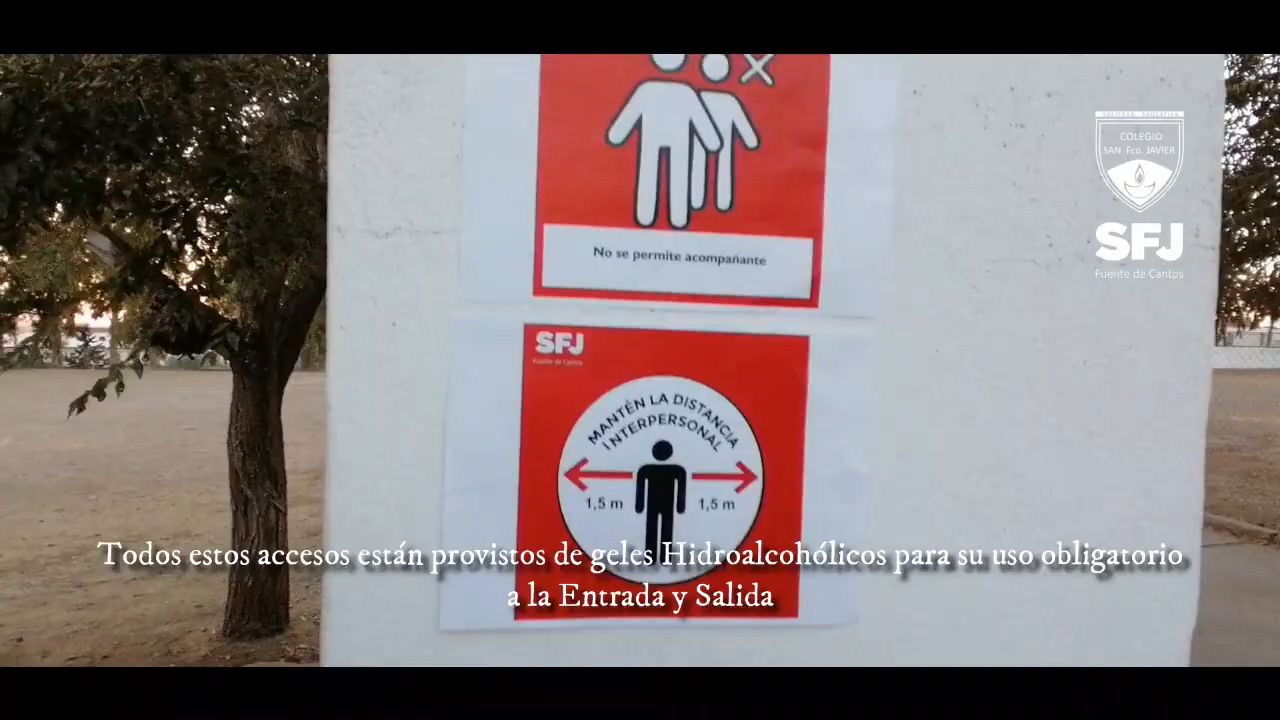 SOCIEDAD EDUCATIVA
COLEGIO
SAN Fco. JAVIER
SFJ
Fuente de Cantos
No se permite acompañante
SFJ
Fuente de Cantos
MANTÉN LA DISTANCIA
INTERPERSONAL
1,5 m 1,5 m
Todos estos accesos están provistos de geles Hidroalcohólicos para su uso obligatorio
a la Entrada y Salida